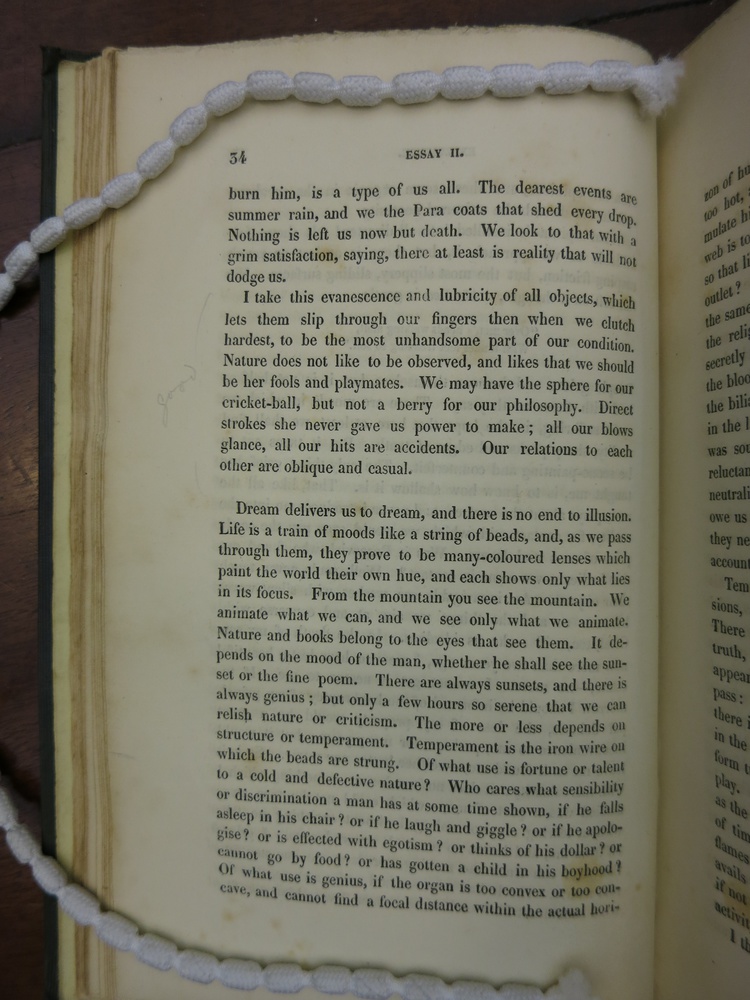 34
ESSAY II.
burn him, is a type of us all. The dearest events are
summer rain, and we the Para coats that shed every drop.
Nothing is left us now but death. We look to that with a
grim satisfaction, saying, there at least is reality that will not
dodge us.
I take this evanescence and lubricity of all objects, which
lets them slip through our fingers then when we clutch
hardest, to be the most unhandsome part of our condition.
Nature does not like to be observed, and likes that we should
be her fools and playmates. We may have the sphere for our
cricket-ball, but not a berry for our philosophy. Direct
strokes she never gave us power to make; all our blows
glance, all our hits are accidents. Our relations to each
other are oblique and casual.
good
Dream delivers us to dream, and there is no end to illusion.
Life is a train of moods like a string of beads, and, as we pass
through them, they prove to be many-coloured lenses which
paint the world their own hue, and each shows only what lies
in its focus. From the mountain you see the mountain. We
animate what we can, and we see only what we animate.
Nature and books belong to the eyes that see them. It de-
pends on the mood of the man, whether he shall see the sun-
set or the fine poem. There are always sunsets, and there is
always genius; but only a few hours so serene that we can
relish nature or criticism. The more or less depends on
structure or temperament. Temperament is the iron wire on
which the beads are strung. Of what use is fortune or talent
to a cold and defective nature? Who cares what sensibility
or discrimination a man has at some time shown, if he falls
asleep in his chair? or if he laugh and giggle? or if he apolo-
gise? or is effected with egotism? or thinks of his dollar? or
cannot go by food? or has gotten a child in his boyhood?
Of what use is genius, if the organ is too convex or too con-
cave, and cannot find a focal distance within the actual hori-
zon of
too hot,
mulate
web is to
so that
outlet?
the same
the
secretly
the
the
in the
was
reluctan
neutrali
owe us
they
account
Tem
sions,
There
truth,
appear
pass:
there
in the
form
play.
as the
of
flames
avails
if not
activit
I